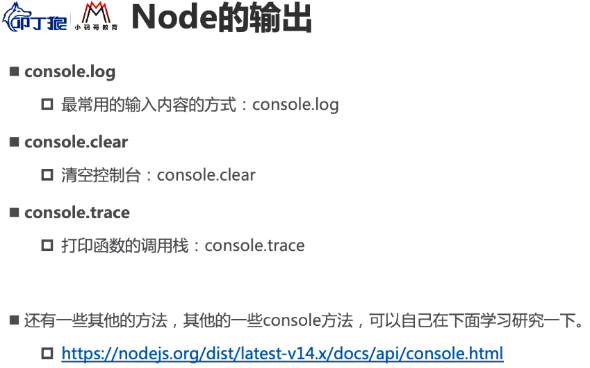 叩丁狼
小码哥教育
Node的输出
console.log
最常用的输入内容的方式：console.log
console.clear
清空控制台：console.clear
console.trace
打印函数的调用栈：console.trace
还有一些其他的方法，其他的一些console方法，可以自己在下面学习研究一下。
https://nodejs.org/dist/latest-v14.x/docs/api/console.html